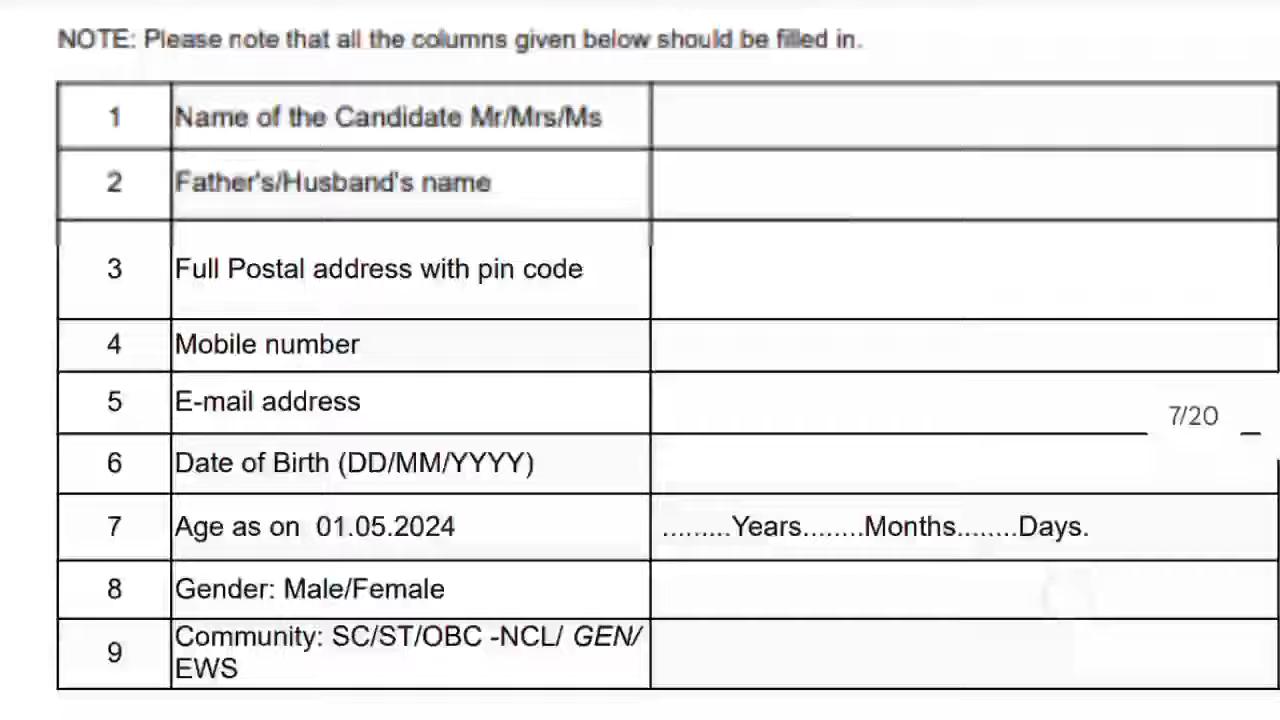 NOTE: Please note that all the columns given below should be filled in.
1 Name of the Candidate Mr/Mrs/Ms
2 Father's/Husband's name
3 Full Postal address with pin code
4 Mobile number
5 E-mail address
7/20
6 Date of Birth (DD/MM/YYYY)
7 Age as on 01.05.2024 .........Years........Months........Days.
8 Gender: Male/Female
9 Community: SC/ST/OBC -NCL/ GEN/
EWS